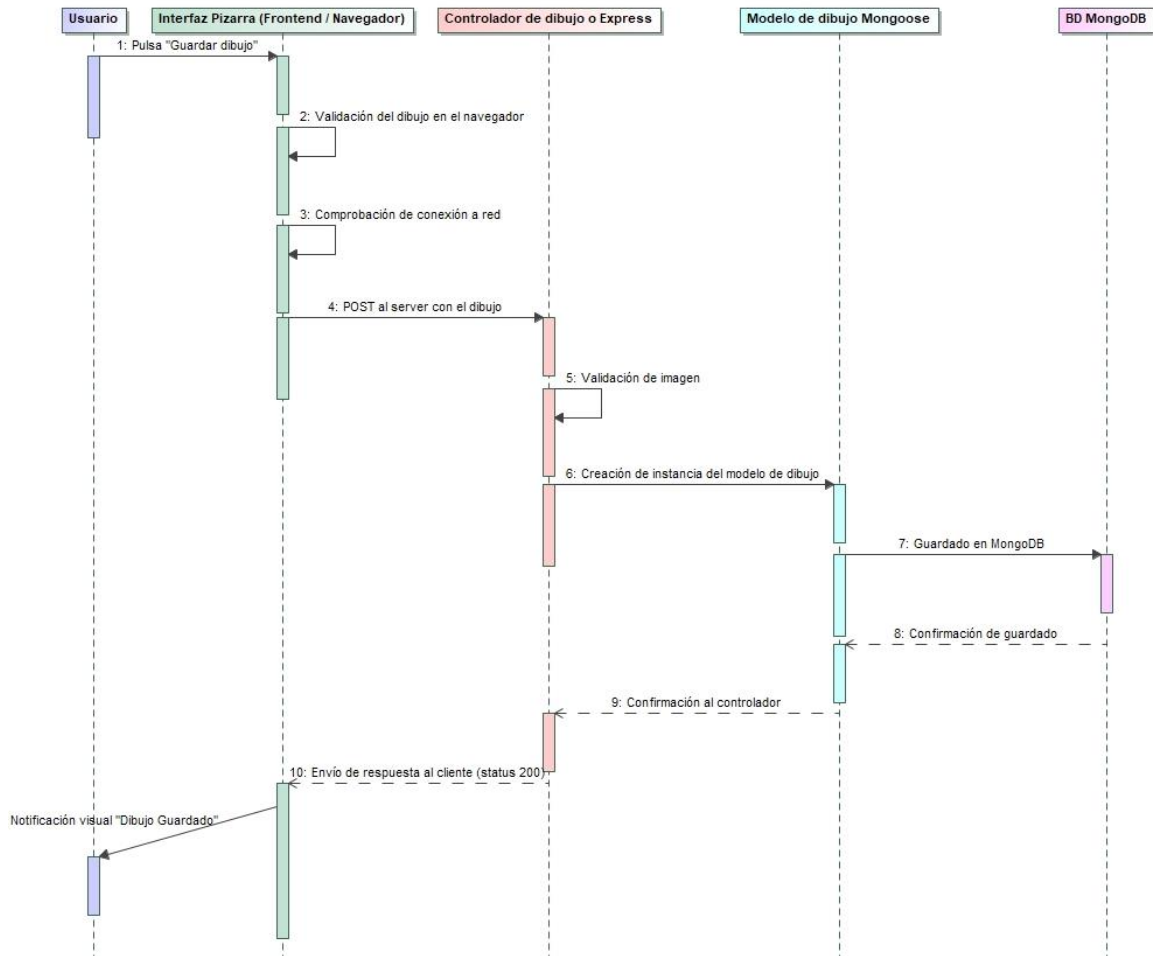 Usuario
Interfaz Pizarra (Frontend / Navegador)
Controlador de dibujo o Express
Modelo de dibujo Mongoose
BD MongoDB
1: Pulsa "Guardar dibujo"
2: Validación del dibujo en el navegador
3: Comprobación de conexión a red
4: POST al server con el dibujo
5: Validación de imagen
6: Creación de instancia del modelo de dibujo
7: Guardado en MongoDB
8: Confirmación de guardado
9: Confirmación al controlador
10: Envío de respuesta al cliente (status 200)
Notificación visual "Dibujo Guardado"